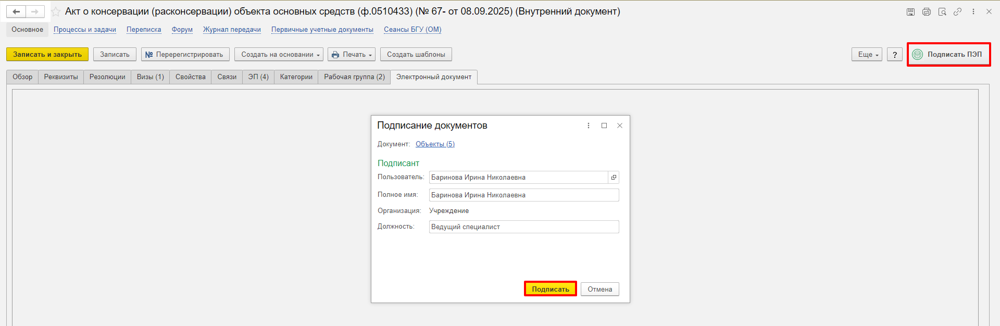 Акт о консервации (расконсервации) объекта основных средств (ф.0510433) (№ 67- от 08.09.2025) (Внутренний документ)
Основное Процессы и задачи Переписка Форум Журнал передачи Первичные учетные документы Сеансы БГУ (ОМ)
Записать и закрыть Записать № Перерегистрировать Создать на основании Печать Создать шаблоны Еще ? Подписать ПЭП
Обзор Реквизиты Резолюции Визы (1) Свойства Связи ЭП (4) Категории Рабочая группа (2) Электронный документ
Подписание документов
Документ: Объекты (5)
Подписант
Пользователь: Баринова Ирина Николаевна
Полное имя: Баринова Ирина Николаевна
Организация: Учреждение
Должность: Ведущий специалист
Подписать Отмена